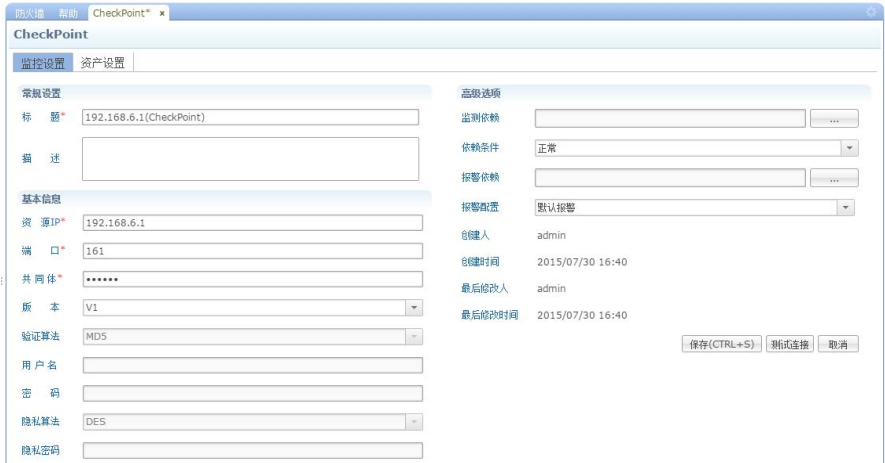 防火墙 帮助 CheckPoint* ×
CheckPoint
监控设置 资产设置
常规设置
标 题* 192.168.6.1(CheckPoint)
描 述
基本信息
资 源IP* 192.168.6.1
端 口* 161
共 同 体* ••••••
版 本 V1
验证算法 MD5
用 户 名
密 码
隐私算法 DES
隐私密码
高级选项
监测依赖 ...
依赖条件 正常
报警依赖 ...
报警配置 默认报警
创建人 admin
创建时间 2015/07/30 16:40
最后修改人 admin
最后修改时间 2015/07/30 16:40
保存(CTRL+S) 测试连接 取消